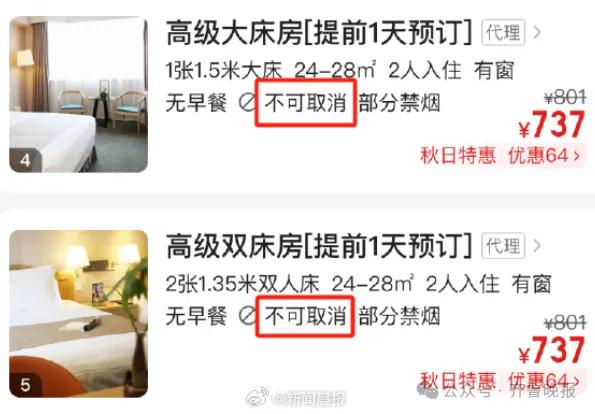 高级大床房[提前1天预订] 代理 >
1张1.5米大床 24-28㎡ 2人入住 有窗
无早餐 不可取消 部分禁烟
¥801
¥737
秋日特惠 优惠64 >
4
高级双床房[提前1天预订] 代理 >
2张1.35米双人床 24-28㎡ 2人入住 有窗
无早餐 不可取消 部分禁烟
¥801
¥737
秋日特惠 优惠64 >
5
@新闻晨报
公众号·齐鲁晚报